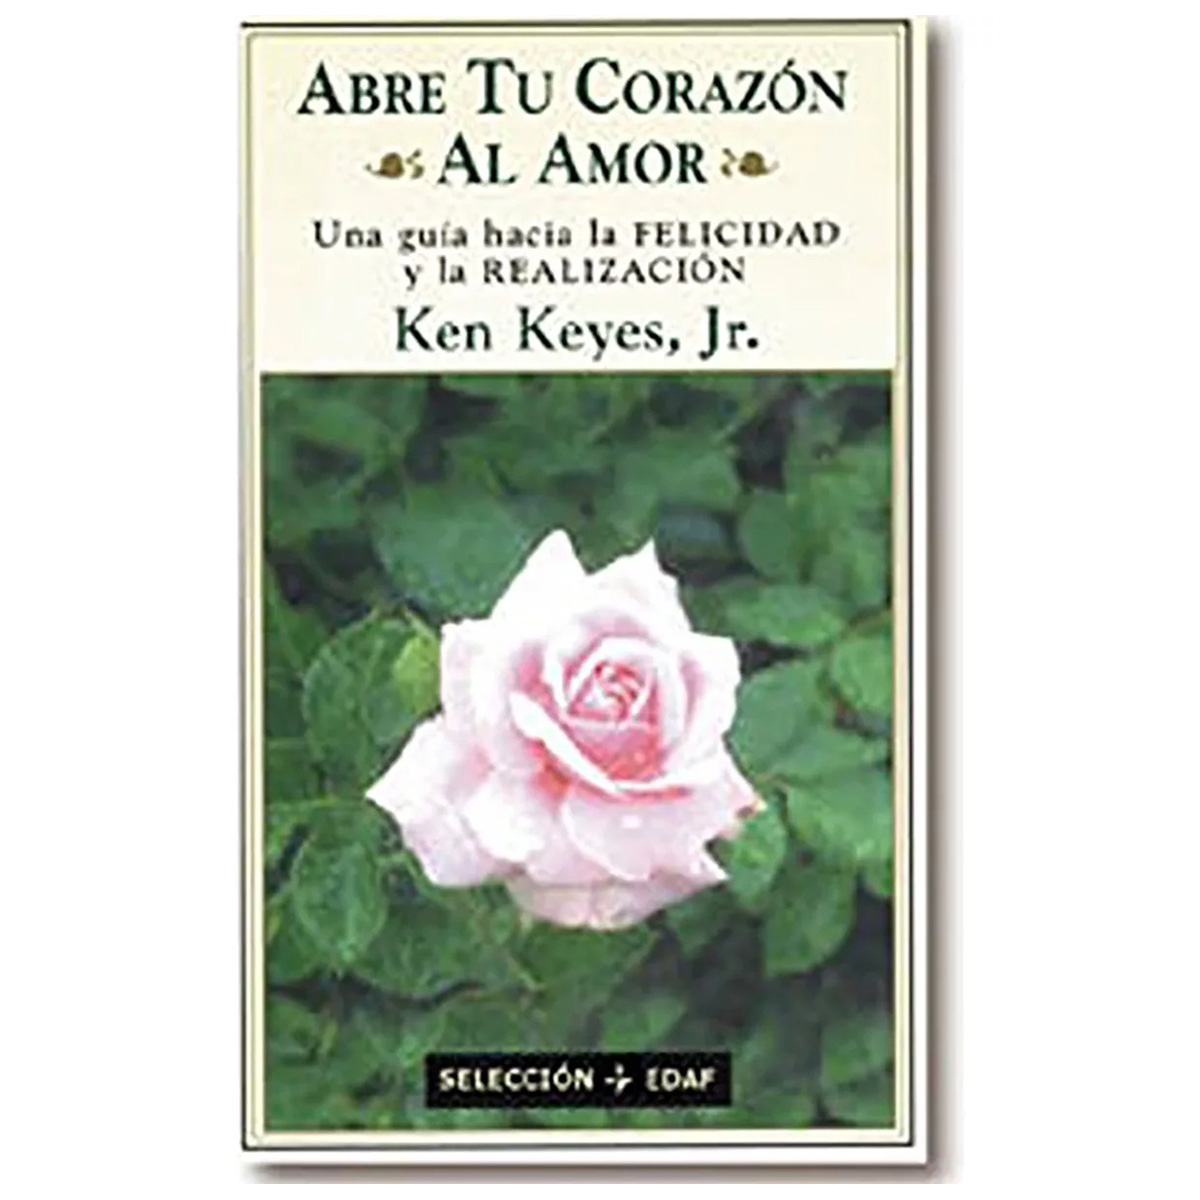 ABRE TU CORAZÓN
AL AMOR
Una guía hacia la FELICIDAD
y la REALIZACIÓN
Ken Keyes, Jr.
SELECCIÓN EDAF